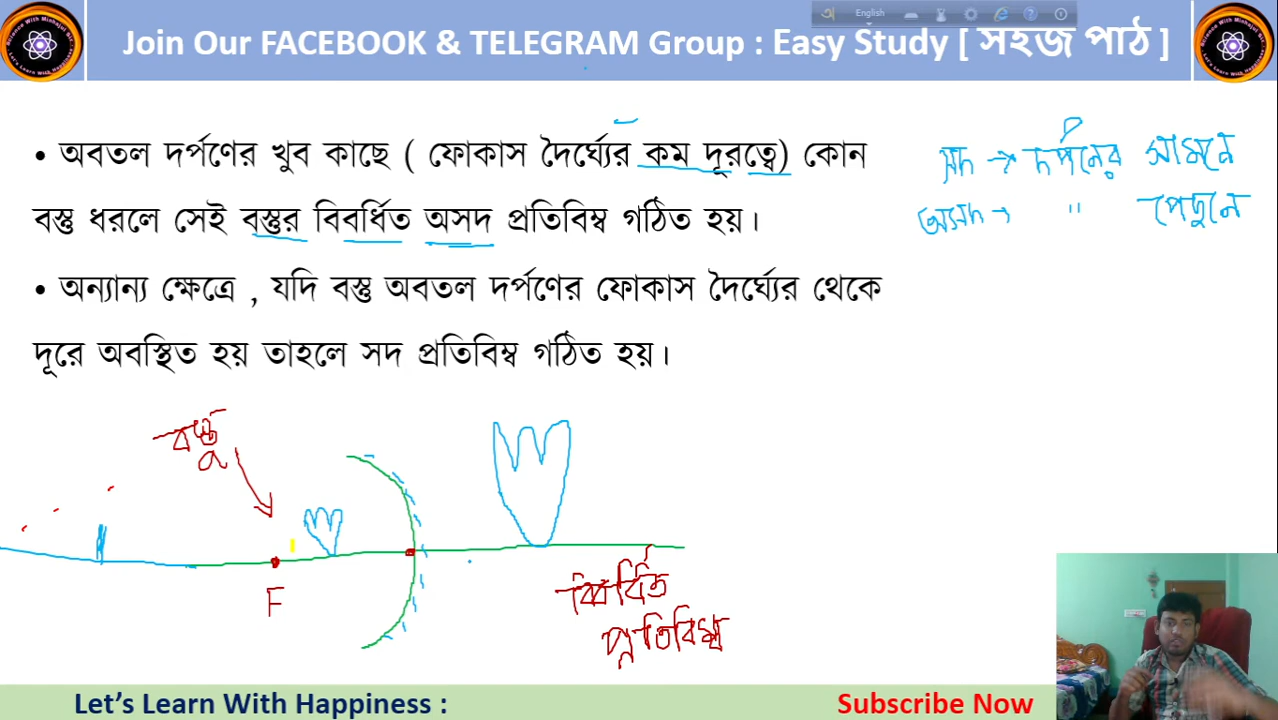 English
Join Our FACEBOOK & TELEGRAM Group : Easy Study [ সহজ পাঠ ]
• অবতল দর্পণের খুব কাছে ( ফোকাস দৈর্ঘ্যের কম দূরত্বে) কোন
বস্তু ধরলে সেই বস্তুর বিবর্ধিত অসদ প্রতিবিম্ব গঠিত হয়।
• অন্যান্য ক্ষেত্রে , যদি বস্তু অবতল দর্পণের ফোকাস দৈর্ঘ্যের থেকে
দূরে অবস্থিত হয় তাহলে সদ প্রতিবিম্ব গঠিত হয়।
সদ → দর্পনের সামনে
অসদ → " পেছনে
বস্তু
F
বিবর্ধিত
প্রতিবিম্ব
Let's Learn With Happiness :
Subscribe Now